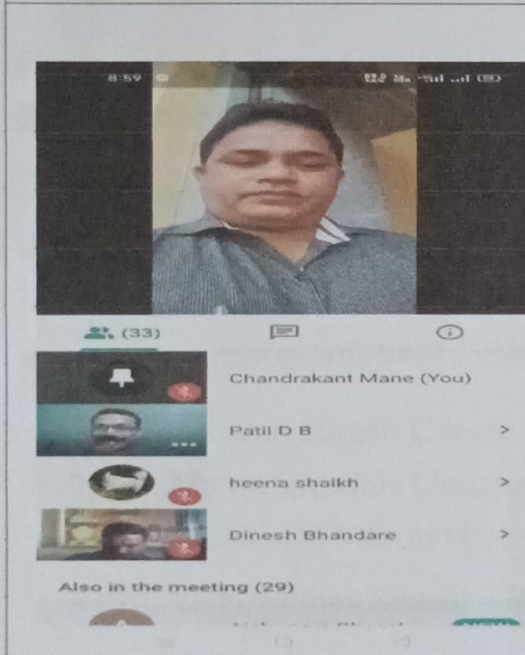 8:59
(33)
Chandrakant Mane (You)
Patil D B
heena shaikh
Dinesh Bhandare
Also in the meeting (29)